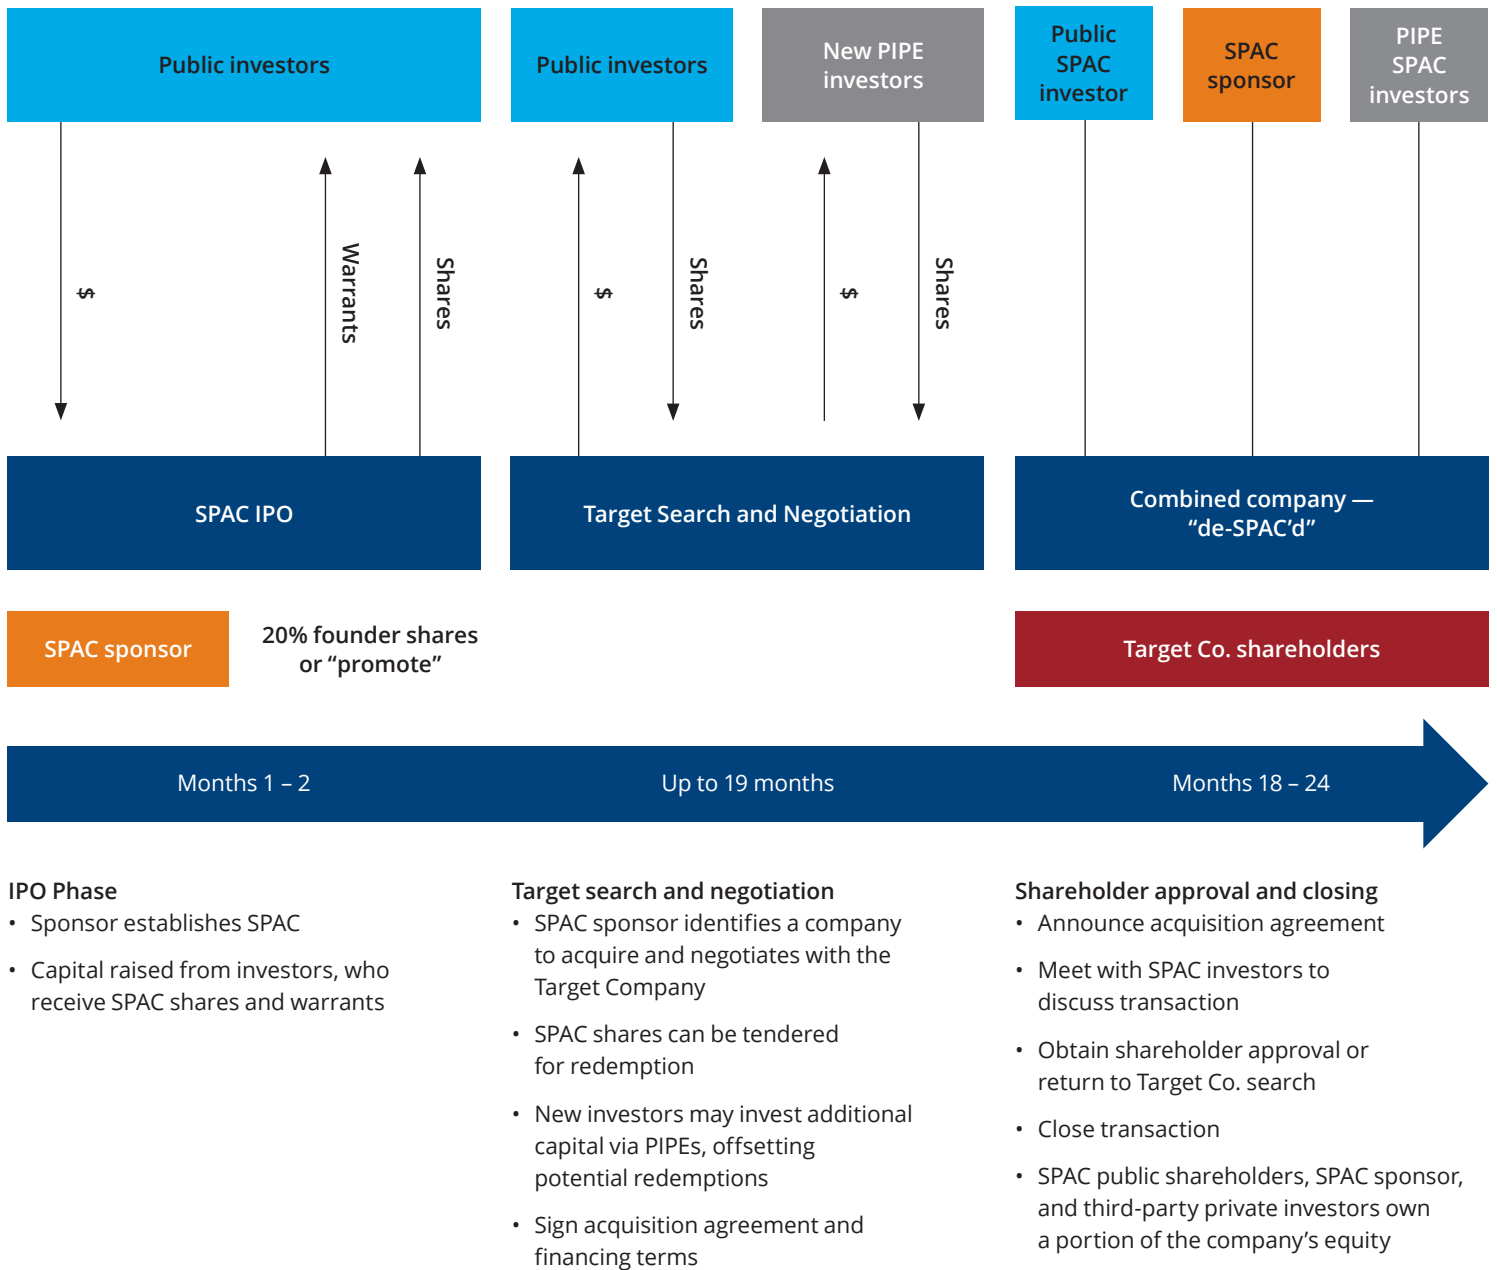 Public investors
Public investors
New PIPE
investors
Public
SPAC
investor
SPAC
sponsor
PIPE
SPAC
investors
$
Warrants
Shares
$
Shares
$
Shares
SPAC IPO
Target Search and Negotiation
Combined company —
“de-SPAC’d”
SPAC sponsor
20% founder shares
or “promote”
Target Co. shareholders
Months 1 – 2
Up to 19 months
Months 18 – 24
IPO Phase
• Sponsor establishes SPAC
• Capital raised from investors, who
receive SPAC shares and warrants
Target search and negotiation
• SPAC sponsor identifies a company
to acquire and negotiates with the
Target Company
• SPAC shares can be tendered
for redemption
• New investors may invest additional
capital via PIPEs, offsetting
potential redemptions
• Sign acquisition agreement and
financing terms
Shareholder approval and closing
• Announce acquisition agreement
• Meet with SPAC investors to
discuss transaction
• Obtain shareholder approval or
return to Target Co. search
• Close transaction
• SPAC public shareholders, SPAC sponsor,
and third-party private investors own
a portion of the company’s equity